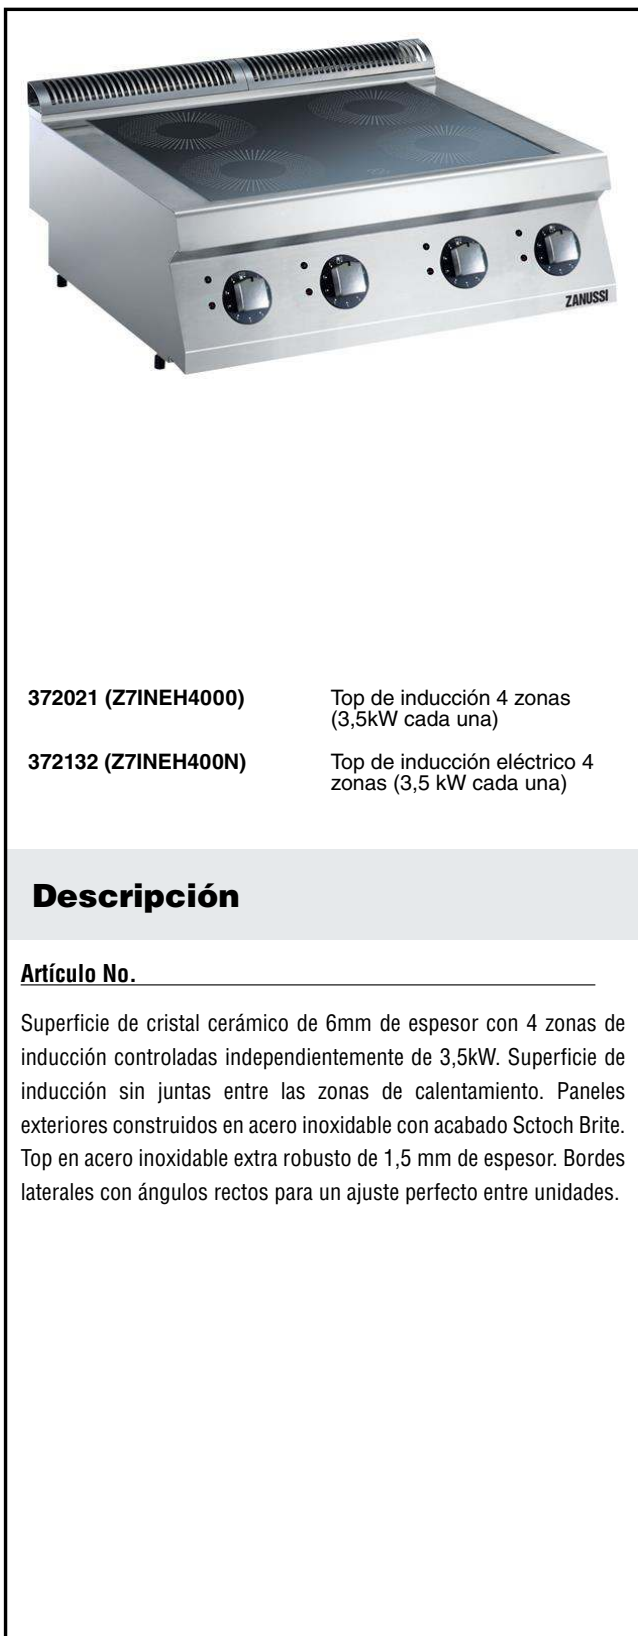 ZANUSSI
372021 (Z7INEH4000) Top de inducción 4 zonas
(3,5kW cada una)
372132 (Z7INEH400N) Top de inducción eléctrico 4
zonas (3,5 kW cada una)
Descripción
Artículo No.
Superficie de cristal cerámico de 6mm de espesor con 4 zonas de
inducción controladas independientemente de 3,5kW. Superficie de
inducción sin juntas entre las zonas de calentamiento. Paneles
exteriores construidos en acero inoxidable con acabado Sctoch Brite.
Top en acero inoxidable extra robusto de 1,5 mm de espesor. Bordes
laterales con ángulos rectos para un ajuste perfecto entre unidades.